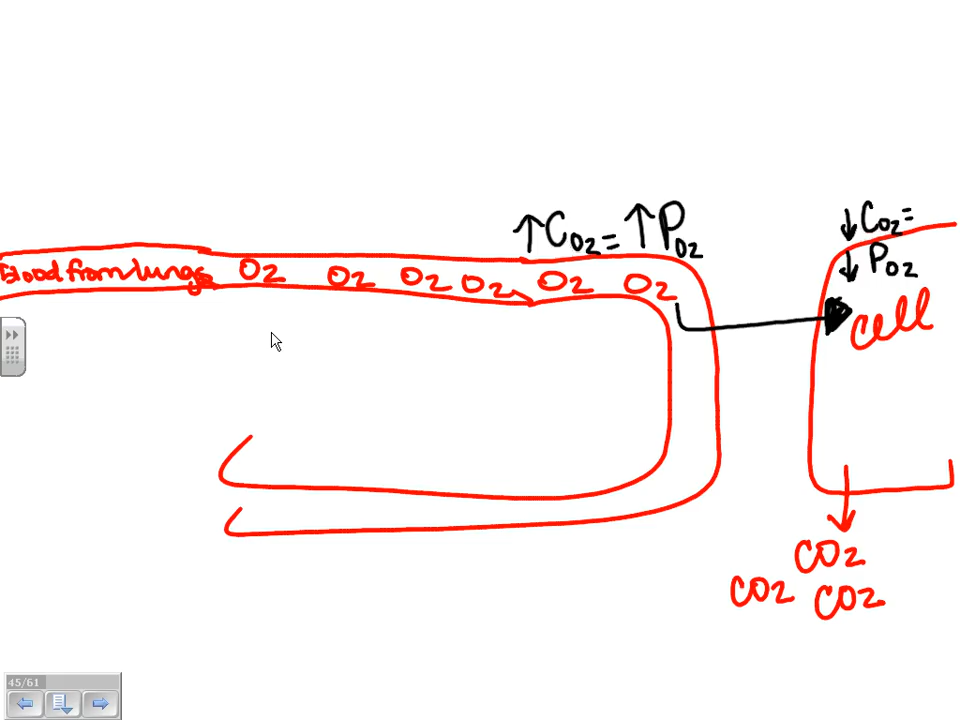 ↑CO2 = ↑PO2
↓CO2 =
↓PO2
Blood from lungs O2 O2 O2 O2 O2 O2
cell
CO2
CO2 CO2
45/61